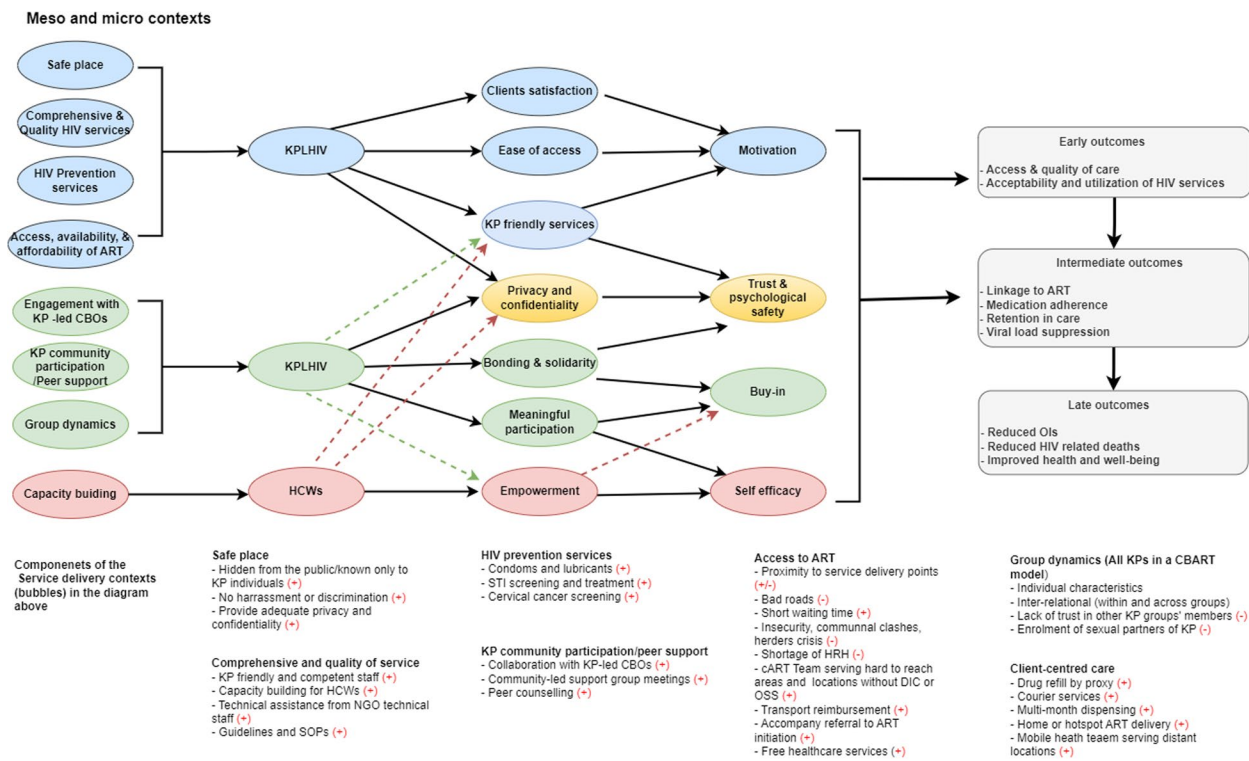 Meso and micro contexts
Safe place
Comprehensive &
Quality HIV services
HIV Prevention
services
Access, availability, &
affordability of ART
Engagement with
KP -led CBOs
KP community
participation
/Peer support
Group dynamics
Capacity buiding
KPLHIV
KPLHIV
HCWs
Clients satisfaction
Ease of access
KP friendly services
Privacy and
confidentiality
Bonding & solidarity
Meaningful
participation
Empowerment
Motivation
Trust &
psychological
safety
Buy-in
Self efficacy
Early outcomes
- Access & quality of care
- Acceptability and utilization of HIV services
Intermediate outcomes
- Linkage to ART
- Medication adherence
- Retention in care
- Viral load suppression
Late outcomes
- Reduced OIs
- Reduced HIV related deaths
- Improved health and well-being
Componenets of the
Service delivery contexts
(bubbles) in the diagram
above
Safe place
- Hidden from the public/known only to
KP individuals (+)
- No harrassment or discrimination (+)
- Provide adequate privacy and
confidentiality (+)
Comprehensive and quality of service
- KP friendly and competent staff (+)
- Capacity building for HCWs (+)
- Technical assistance from NGO technical
staff (+)
- Guidelines and SOPs (+)
HIV prevention services
- Condoms and lubricants (+)
- STI screening and treatment (+)
- Cervical cancer screening (+)
KP community participation/peer support
- Collaboration with KP-led CBOs (+)
- Community-led support group meetings (+)
- Peer counselling (+)
Access to ART
- Proximity to service delivery points
(+/-)
- Bad roads (-)
- Short waiting time (+)
- Insecurity, communnal clashes,
herders crisis (-)
- Shortage of HRH (-)
- cART Team serving hard to reach
areas and locations without DIC or
OSS (+)
- Transport reimbursement (+)
- Accompany referral to ART
initiation (+)
- Free healthcare services (+)
Group dynamics (All KPs in a CBART
model)
- Individual characteristics
- Inter-relational (within and across groups)
- Lack of trust in other KP groups' members (-)
- Enrolment of sexual partners of KP (-)
Client-centred care
- Drug refill by proxy (+)
- Courier services (+)
- Multi-month dispensing (+)
- Home or hotspot ART delivery (+)
- Mobile heath teaem serving distant
locations (+)